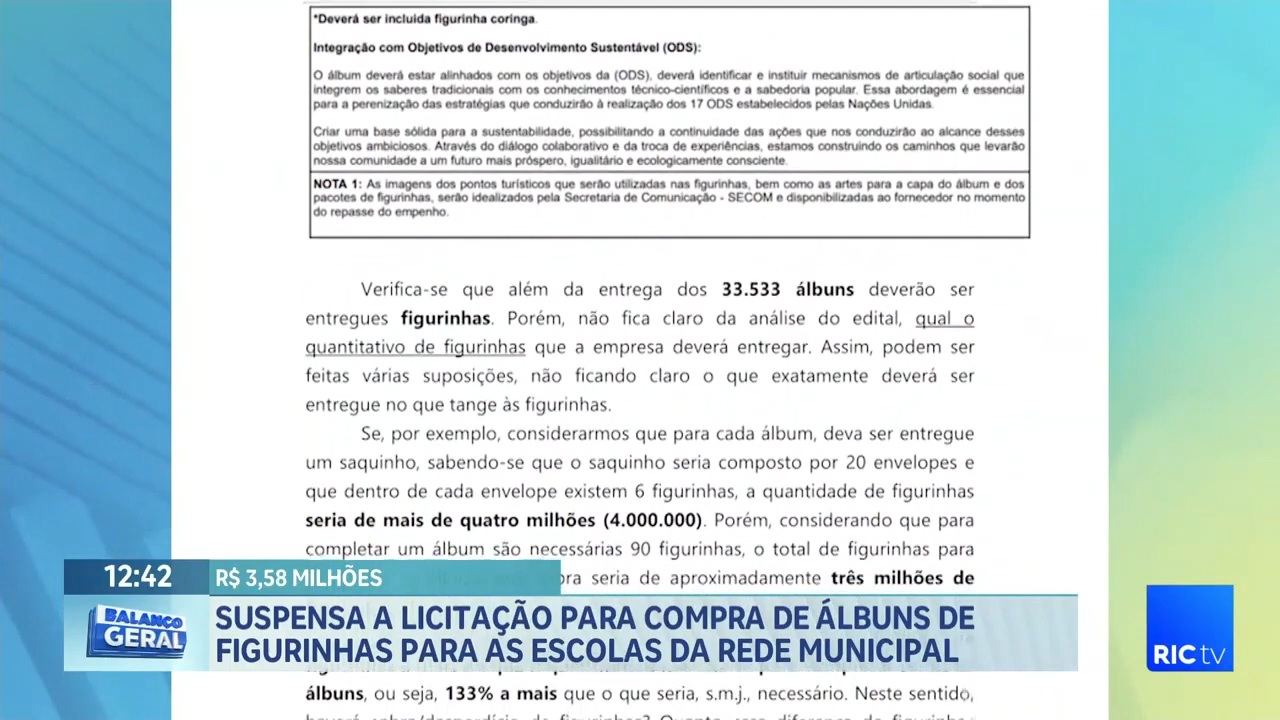 *Deverá ser incluida figurinha coringa.
Integração com Objetivos de Desenvolvimento Sustentável (ODS):
O álbum deverá estar alinhados com os objetivos da (ODS), deverá identificar e instituir mecanismos de articulação social que
integrem os saberes tradicionais com os conhecimentos técnico-científicos e a sabedoria popular. Essa abordagem é essencial
para a perenização das estratégias que conduzirão à realização dos 17 ODS estabelecidos pelas Nações Unidas.
Criar uma base sólida para a sustentabilidade, possibilitando a continuidade das ações que nos conduzirão ao alcance desses
objetivos ambiciosos. Através do diálogo colaborativo e da troca de experiências, estamos construindo os caminhos que levarão
nossa comunidade a um futuro mais próspero, igualitário e ecologicamente consciente.
NOTA 1: As imagens dos pontos turísticos que serão utilizadas nas figurinhas, bem como as artes para a capa do álbum e dos
pacotes de figurinhas, serão idealizados pela Secretaria de Comunicação - SECOM e disponibilizadas ao fornecedor no momento
do repasse do empenho.
Verifica-se que além da entrega dos 33.533 álbuns deverão ser
entregues figurinhas. Porém, não fica claro da análise do edital, qual o
quantitativo de figurinhas que a empresa deverá entregar. Assim, podem ser
feitas várias suposições, não ficando claro o que exatamente deverá ser
entregue no que tange às figurinhas.
Se, por exemplo, considerarmos que para cada álbum, deva ser entregue
um saquinho, sabendo-se que o saquinho seria composto por 20 envelopes e
que dentro de cada envelope existem 6 figurinhas, a quantidade de figurinhas
seria de mais de quatro milhões (4.000.000). Porém, considerando que para
completar um álbum são necessárias 90 figurinhas, o total de figurinhas para
seria de aproximadamente três milhões de
12:42 R$ 3,58 MILHÕES
BALANÇO GERAL
SUSPENSA A LICITAÇÃO PARA COMPRA DE ÁLBUNS DE
FIGURINHAS PARA AS ESCOLAS DA REDE MUNICIPAL
RIC tv
álbuns, ou seja, 133% a mais que o que seria, s.m.j., necessário. Neste sentido,